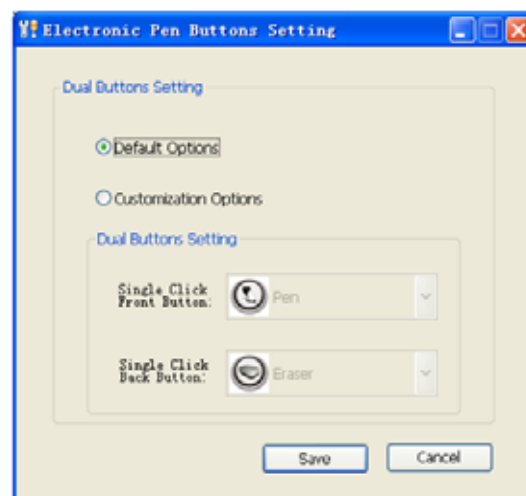 Electronic Pen Buttons Setting
Dual Buttons Setting
Default Options
Customization Options
Dual Buttons Setting
Single Click
Front Button:
Pen
Single Click
Back Button:
Eraser
Save
Cancel